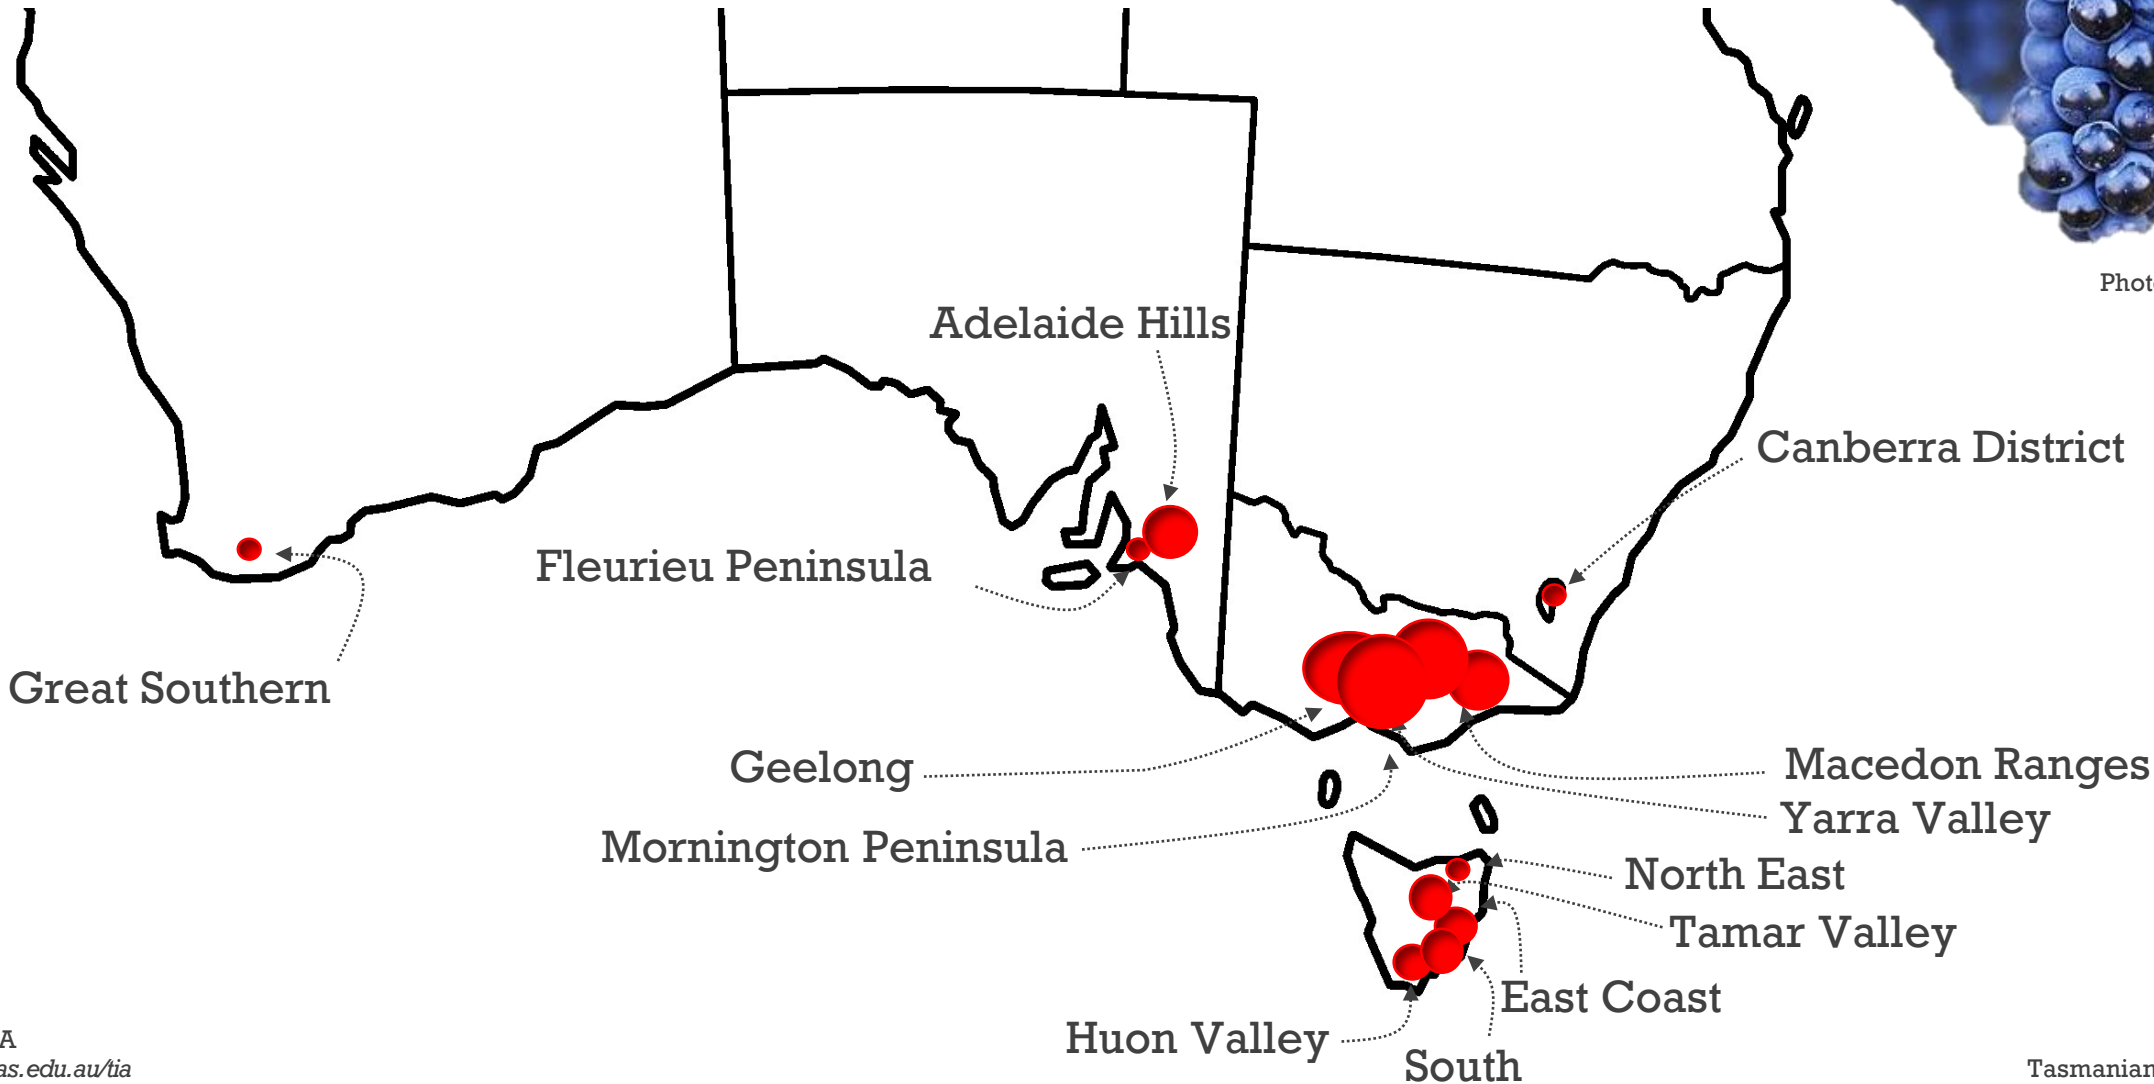 Adelaide Hills
Canberra District
Fleurieu Peninsula
Great Southern
Geelong
Macedon Ranges
Yarra Valley
Mornington Peninsula
North East
Tamar Valley
East Coast
Huon Valley
South
A
as.edu.au/tia
Tasmanian